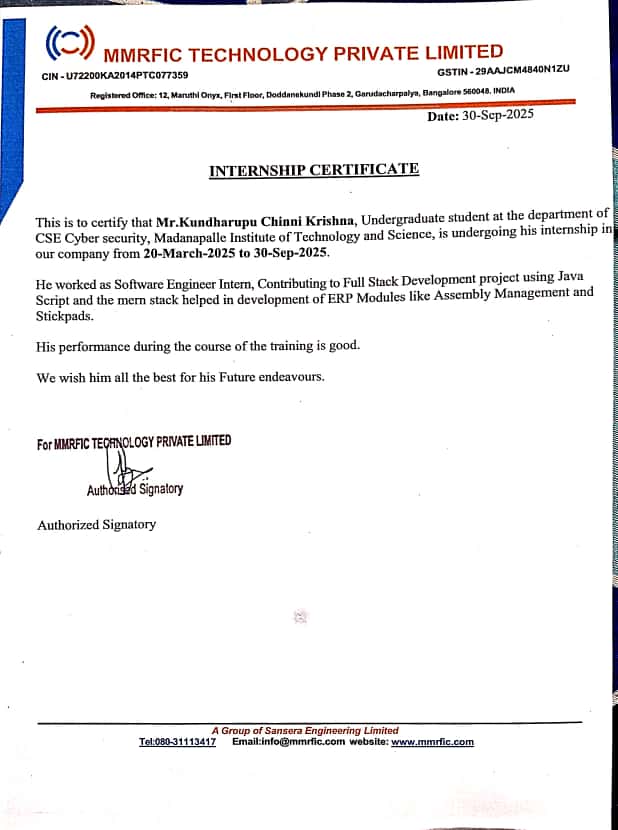 MMRFIC TECHNOLOGY PRIVATE LIMITED
CIN - U72200KA2014PTC077359 GSTIN - 29AAJCM4840N1ZU
Registered Office: 12, Maruthi Onyx, First Floor, Doddanekundi Phase 2, Garudacharpalya, Bangalore 560048. INDIA
Date: 30-Sep-2025
INTERNSHIP CERTIFICATE
This is to certify that Mr.Kundharupu Chinni Krishna, Undergraduate student at the department of
CSE Cyber security, Madanapalle Institute of Technology and Science, is undergoing his internship in
our company from 20-March-2025 to 30-Sep-2025.
He worked as Software Engineer Intern, Contributing to Full Stack Development project using Java
Script and the mern stack helped in development of ERP Modules like Assembly Management and
Stickpads.
His performance during the course of the training is good.
We wish him all the best for his Future endeavours.
For MMRFIC TECHNOLOGY PRIVATE LIMITED
Authorised Signatory
Authorized Signatory
A Group of Sansera Engineering Limited
Tel:080-31113417 Email:info@mmrfic.com website: www.mmrfic.com